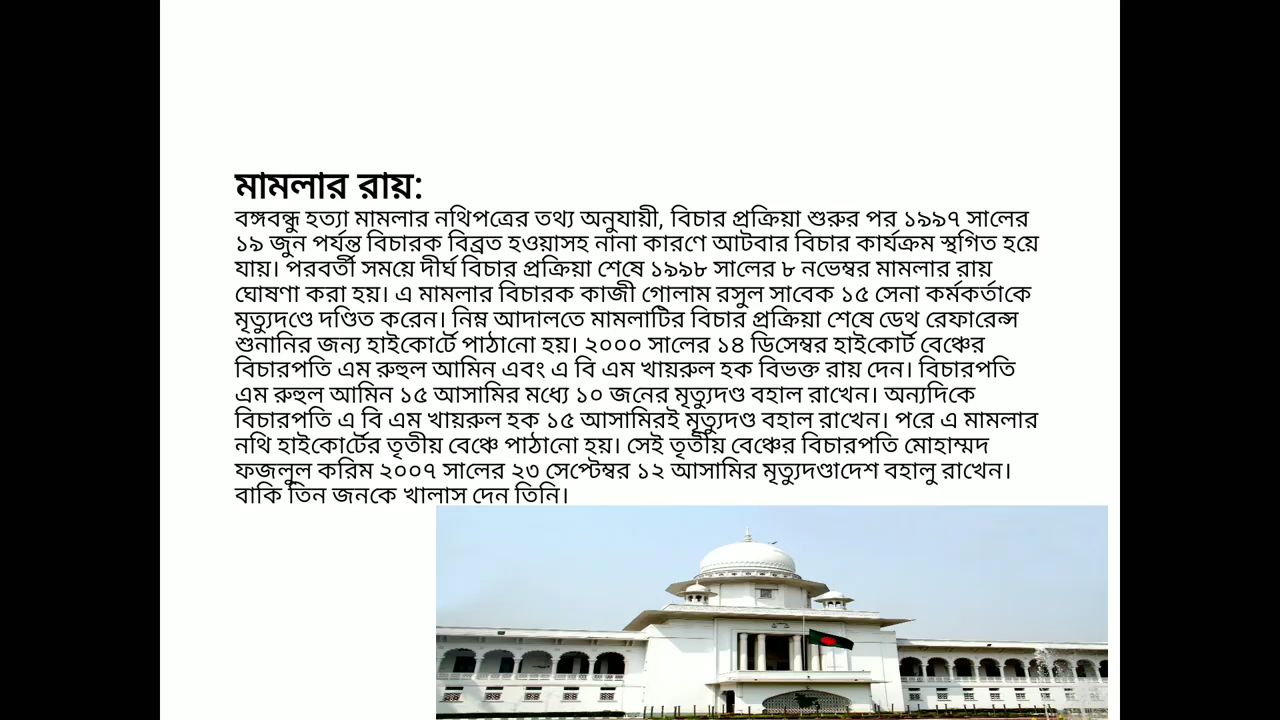 মামলার রায়:
বঙ্গবন্ধু হত্যা মামলার নথিপত্রের তথ্য অনুযায়ী, বিচার প্রক্রিয়া শুরুর পর ১৯৯৭ সালের
১৯ জুন পর্যন্ত বিচারক বিব্রত হওয়াসহ নানা কারণে আটবার বিচার কার্যক্রম স্থগিত হয়ে
যায়। পরবর্তী সময়ে দীর্ঘ বিচার প্রক্রিয়া শেষে ১৯৯৮ সালের ৮ নভেম্বর মামলার রায়
ঘোষণা করা হয়। এ মামলার বিচারক কাজী গোলাম রসুল সাবেক ১৫ সেনা কর্মকর্তাকে
মৃত্যুদণ্ডে দণ্ডিত করেন। নিম্ন আদালতে মামলাটির বিচার প্রক্রিয়া শেষে ডেথ রেফারেন্স
শুনানির জন্য হাইকোর্টে পাঠানো হয়। ২০০০ সালের ১৪ ডিসেম্বর হাইকোর্ট বেঞ্চের
বিচারপতি এম রুহুল আমিন এবং এ বি এম খায়রুল হক বিভক্ত রায় দেন। বিচারপতি
এম রুহুল আমিন ১৫ আসামির মধ্যে ১০ জনের মৃত্যুদণ্ড বহাল রাখেন। অন্যদিকে
বিচারপতি এ বি এম খায়রুল হক ১৫ আসামিরই মৃত্যুদণ্ড বহাল রাখেন। পরে এ মামলার
নথি হাইকোর্টের তৃতীয় বেঞ্চে পাঠানো হয়। সেই তৃতীয় বেঞ্চের বিচারপতি মোহাম্মদ
ফজলুল করিম ২০০৭ সালের ২৩ সেপ্টেম্বর ১২ আসামির মৃত্যুদণ্ডাদেশ বহালু রাখেন।
বাকি তিন জনকে খালাস দেন তিনি।